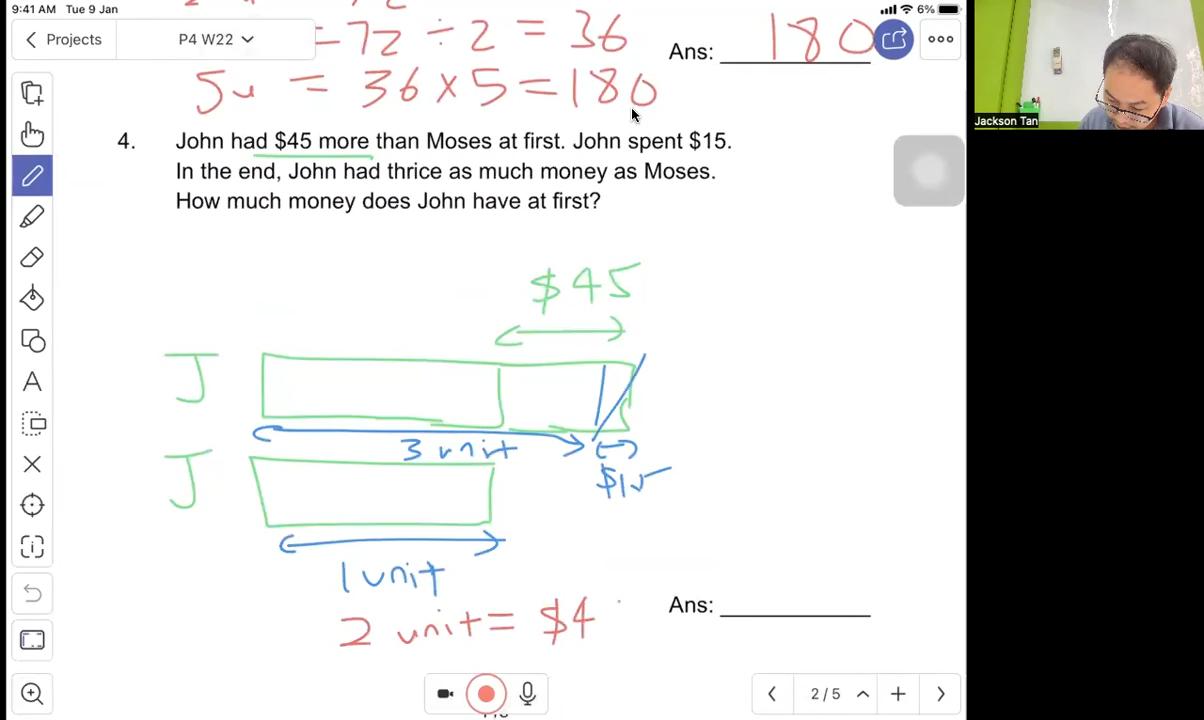 9:41 AM Tue 9 Jan
6%
Projects
P4 W22
= 72 ÷ 2 = 36
Ans: 180
5u = 36 × 5 = 180
Jackson Tan
4. John had $45 more than Moses at first. John spent $15.
In the end, John had thrice as much money as Moses.
How much money does John have at first?
$45
J
3 unit
$15
J
1 unit
2 unit = $4
Ans:
2 / 5